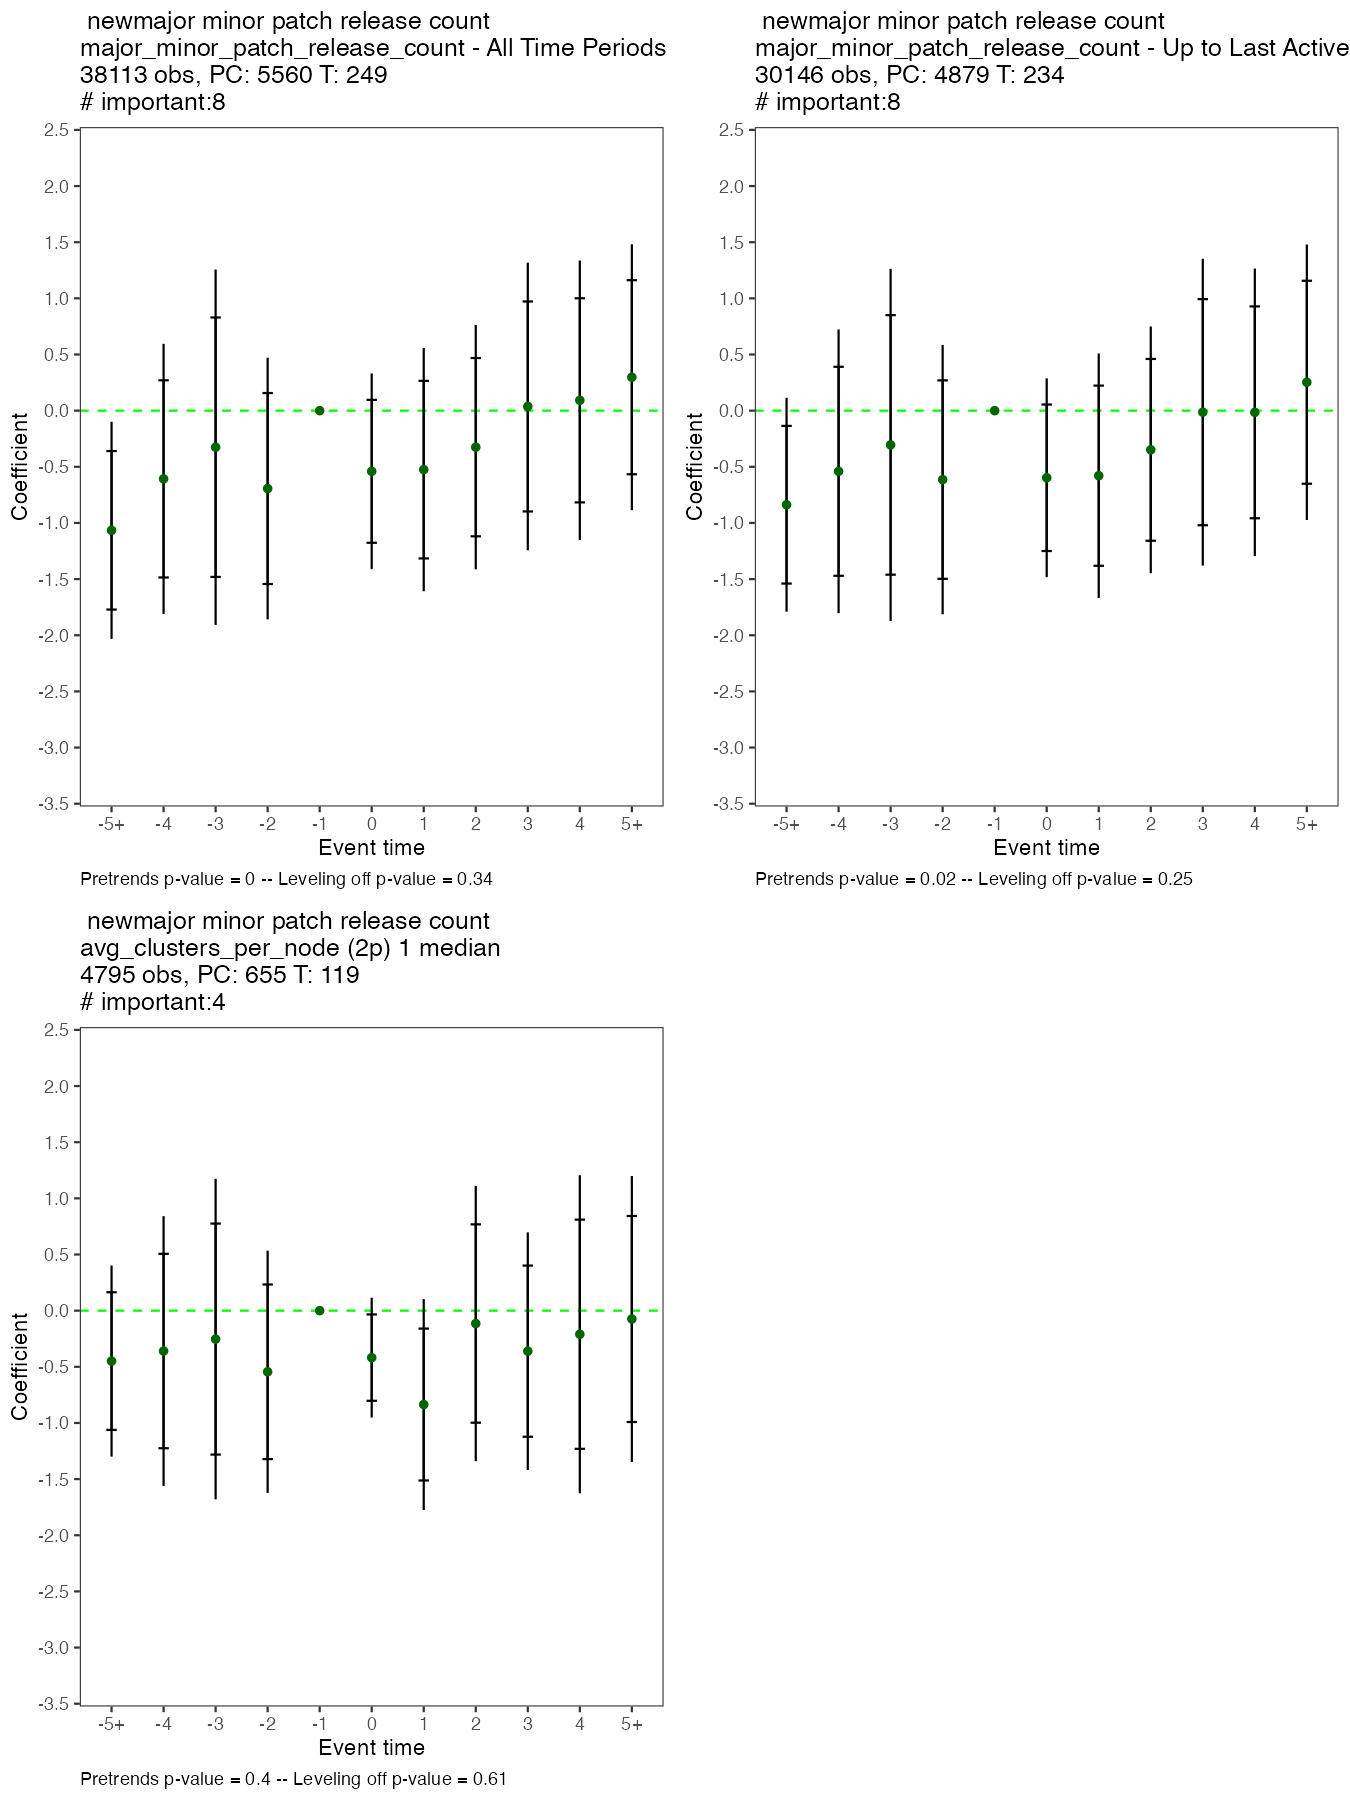 newmajor minor patch release count
major_minor_patch_release_count - All Time Periods
38113 obs, PC: 5560 T: 249
# important:8
2.5
2.0
1.5
1.0
0.5
0.0
-0.5
-1.0
-1.5
-2.0
-2.5
-3.0
-3.5
Coefficient
-5+ -4 -3 -2 -1 0 1 2 3 4 5+
Event time
Pretrends p-value = 0 -- Leveling off p-value = 0.34
newmajor minor patch release count
major_minor_patch_release_count - Up to Last Active
30146 obs, PC: 4879 T: 234
# important:8
2.5
2.0
1.5
1.0
0.5
0.0
-0.5
-1.0
-1.5
-2.0
-2.5
-3.0
-3.5
Coefficient
-5+ -4 -3 -2 -1 0 1 2 3 4 5+
Event time
Pretrends p-value = 0.02 -- Leveling off p-value = 0.25
newmajor minor patch release count
avg_clusters_per_node (2p) 1 median
4795 obs, PC: 655 T: 119
# important:4
2.5
2.0
1.5
1.0
0.5
0.0
-0.5
-1.0
-1.5
-2.0
-2.5
-3.0
-3.5
Coefficient
-5+ -4 -3 -2 -1 0 1 2 3 4 5+
Event time
Pretrends p-value = 0.4 -- Leveling off p-value = 0.61